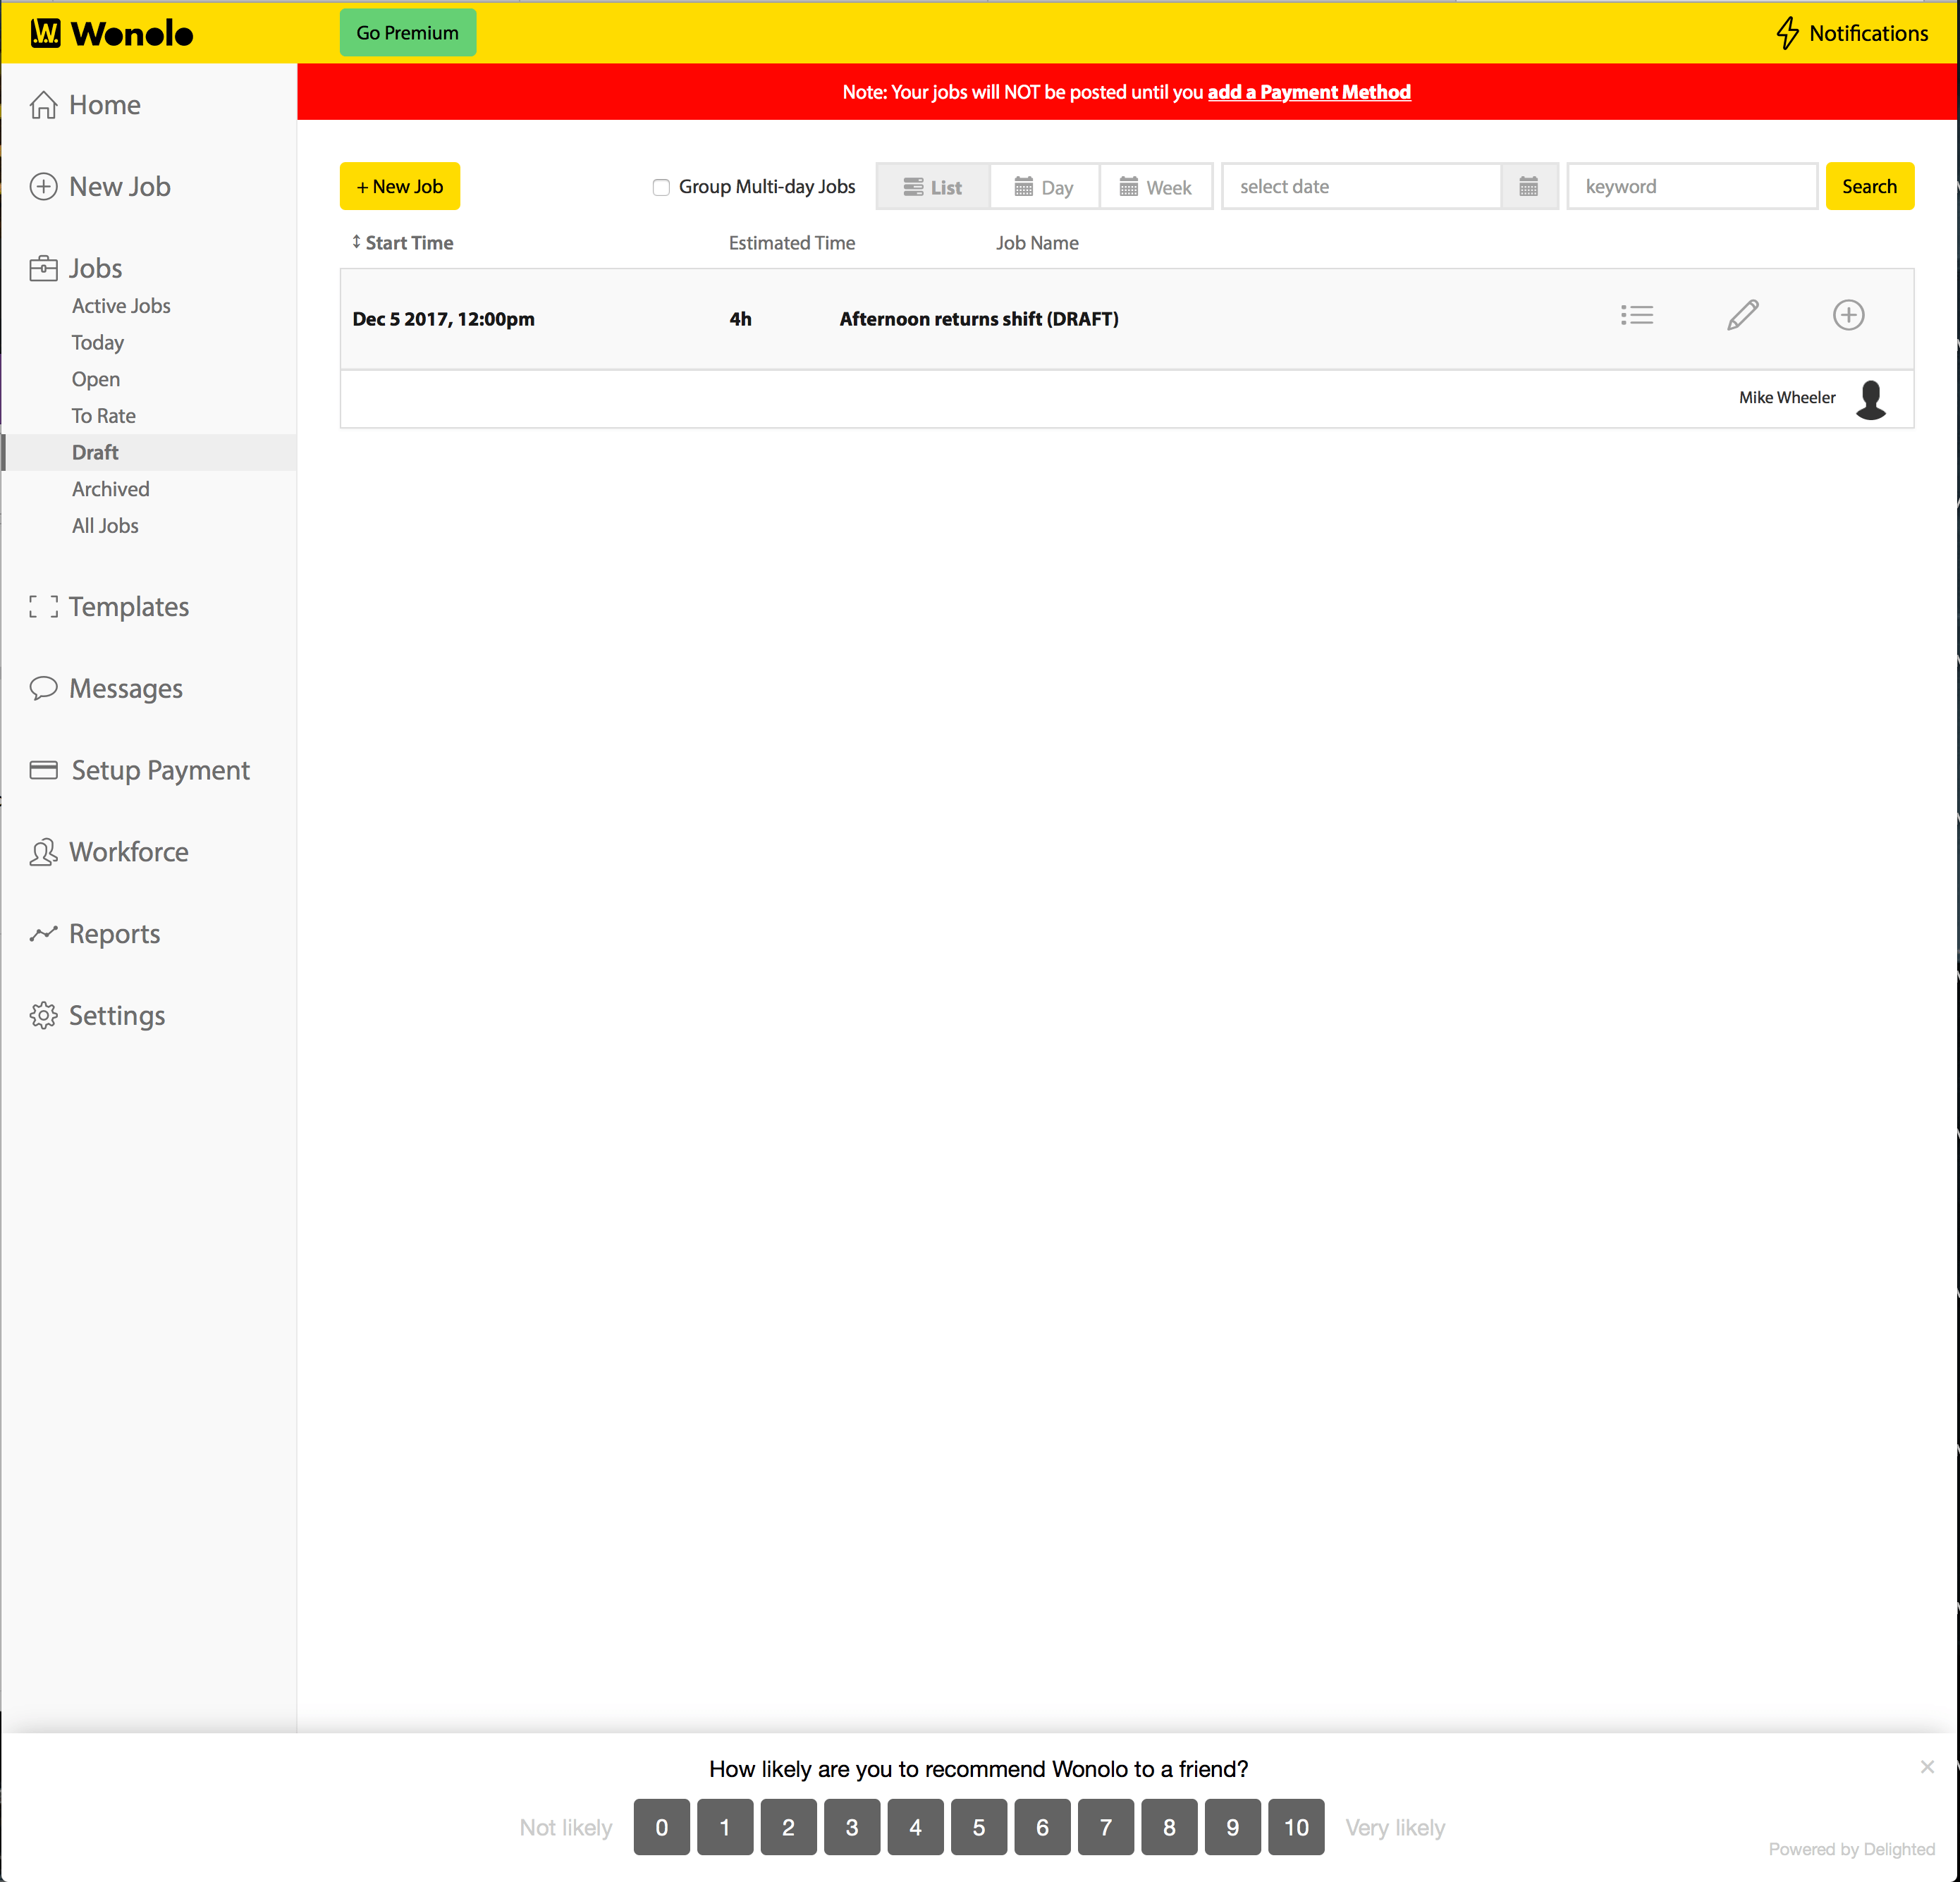 W. Wonolo
Go Premium
Notifications
Home
New Job
Jobs
Active Jobs
Today
Open
To Rate
Draft
Archived
All Jobs
Templates
Messages
Setup Payment
Workforce
Reports
Settings
Note: Your jobs will NOT be posted until you add a Payment Method
+ New Job
Group Multi-day Jobs
List
Day
Week
select date
keyword
Search
Start Time
Estimated Time
Job Name
Dec 5 2017, 12:00pm
4h
Afternoon returns shift (DRAFT)
Mike Wheeler
How likely are you to recommend Wonolo to a friend?
Not likely
0 1 2 3 4 5 6 7 8 9 10
Very likely
Powered by Delighted